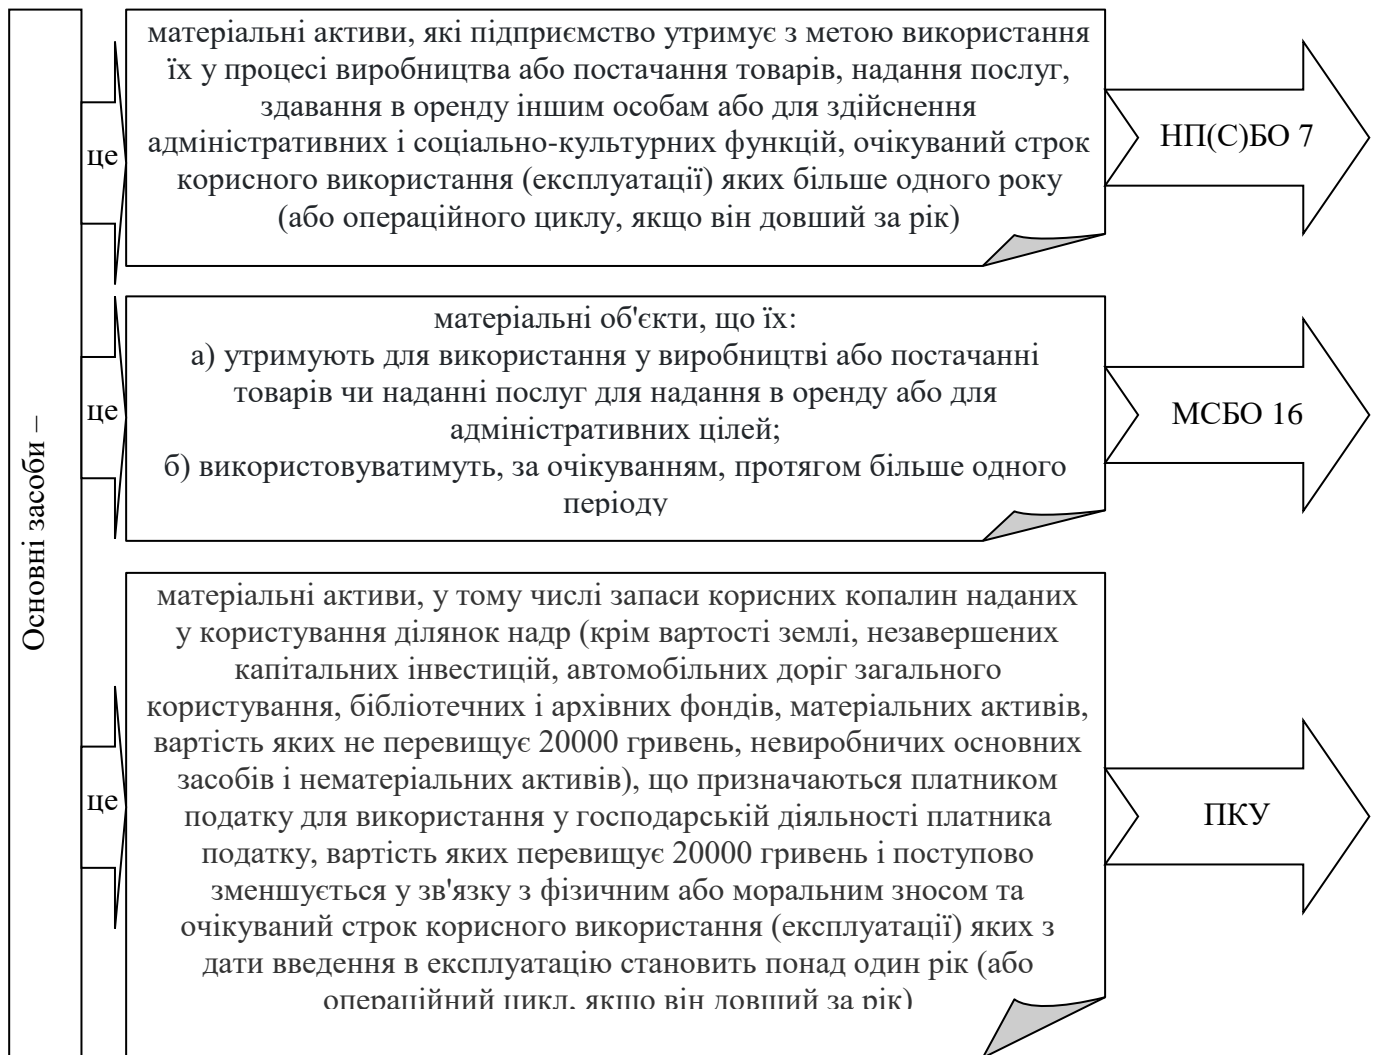 Основні засоби –
це
матеріальні активи, які підприємство утримує з метою використання
їх у процесі виробництва або постачання товарів, надання послуг,
здавання в оренду іншим особам або для здійснення
адміністративних і соціально-культурних функцій, очікуваний строк
корисного використання (експлуатації) яких більше одного року
(або операційного циклу, якщо він довший за рік)
НП(С)БО 7
це
матеріальні об'єкти, що їх:
а) утримують для використання у виробництві або постачанні
товарів чи наданні послуг для надання в оренду або для
адміністративних цілей;
б) використовуватимуть, за очікуванням, протягом більше одного
періоду
МСБО 16
це
матеріальні активи, у тому числі запаси корисних копалин наданих
у користування ділянок надр (крім вартості землі, незавершених
капітальних інвестицій, автомобільних доріг загального
користування, бібліотечних і архівних фондів, матеріальних активів,
вартість яких не перевищує 20000 гривень, невиробничих основних
засобів і нематеріальних активів), що призначаються платником
податку для використання у господарській діяльності платника
податку, вартість яких перевищує 20000 гривень і поступово
зменшується у зв'язку з фізичним або моральним зносом та
очікуваний строк корисного використання (експлуатації) яких з
дати введення в експлуатацію становить понад один рік (або
операційний цикл, якщо він довший за рік)
ПКУ